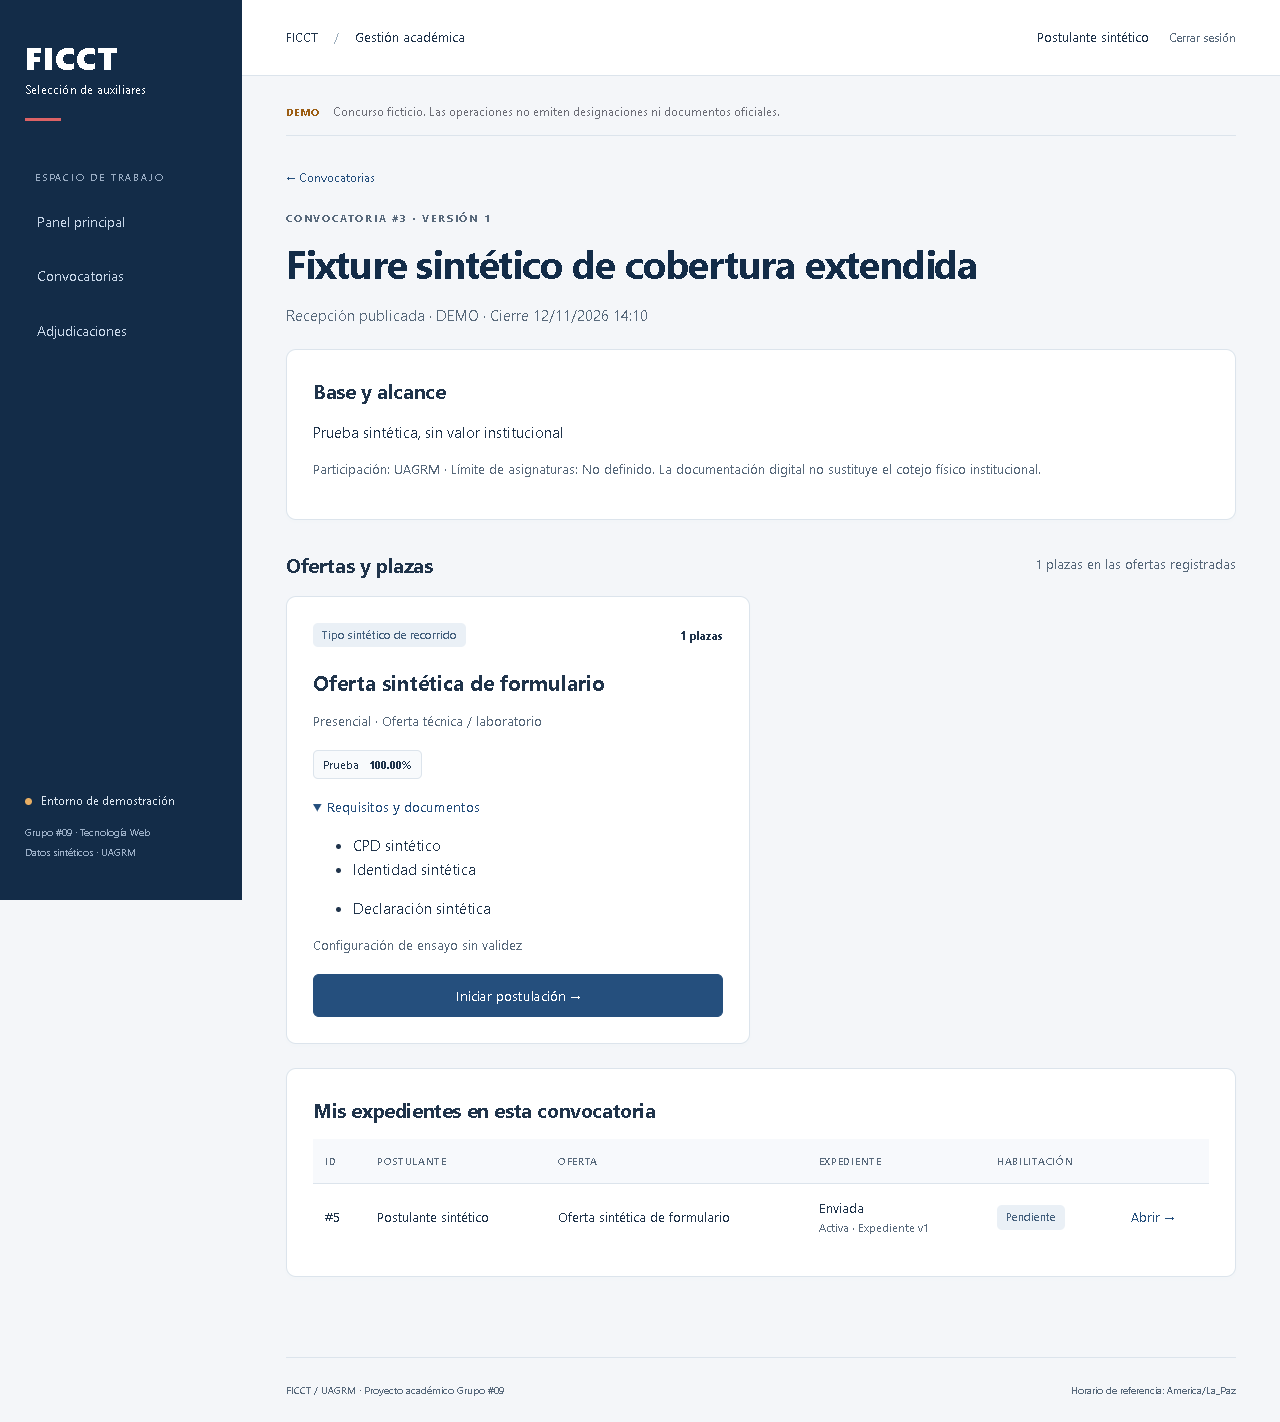 FICCT
Selección de auxiliares
ESPACIO DE TRABAJO
Panel principal
Convocatorias
Adjudicaciones
Entorno de demostración
Grupo #09 · Tecnología Web
Datos sintéticos · UAGRM
FICCT / Gestión académica
Postulante sintético Cerrar sesión
DEMO Concurso ficticio. Las operaciones no emiten designaciones ni documentos oficiales.
← Convocatorias
CONVOCATORIA #3 · VERSIÓN 1
Fixture sintético de cobertura extendida
Recepción publicada · DEMO · Cierre 12/11/2026 14:10
Base y alcance
Prueba sintética, sin valor institucional
Participación: UAGRM · Límite de asignaturas: No definido. La documentación digital no sustituye el cotejo físico institucional.
Ofertas y plazas
1 plazas en las ofertas registradas
Tipo sintético de recorrido
1 plazas
Oferta sintética de formulario
Presencial · Oferta técnica / laboratorio
Prueba 100.00%
▼ Requisitos y documentos
• CPD sintético
• Identidad sintética
• Declaración sintética
Configuración de ensayo sin validez
Iniciar postulación →
Mis expedientes en esta convocatoria
ID POSTULANTE OFERTA EXPEDIENTE HABILITACIÓN
#5 Postulante sintético Oferta sintética de formulario Enviada Pendiente Abrir →
Activa · Expediente v1
FICCT / UAGRM · Proyecto académico Grupo #09
Horario de referencia: America/La_Paz